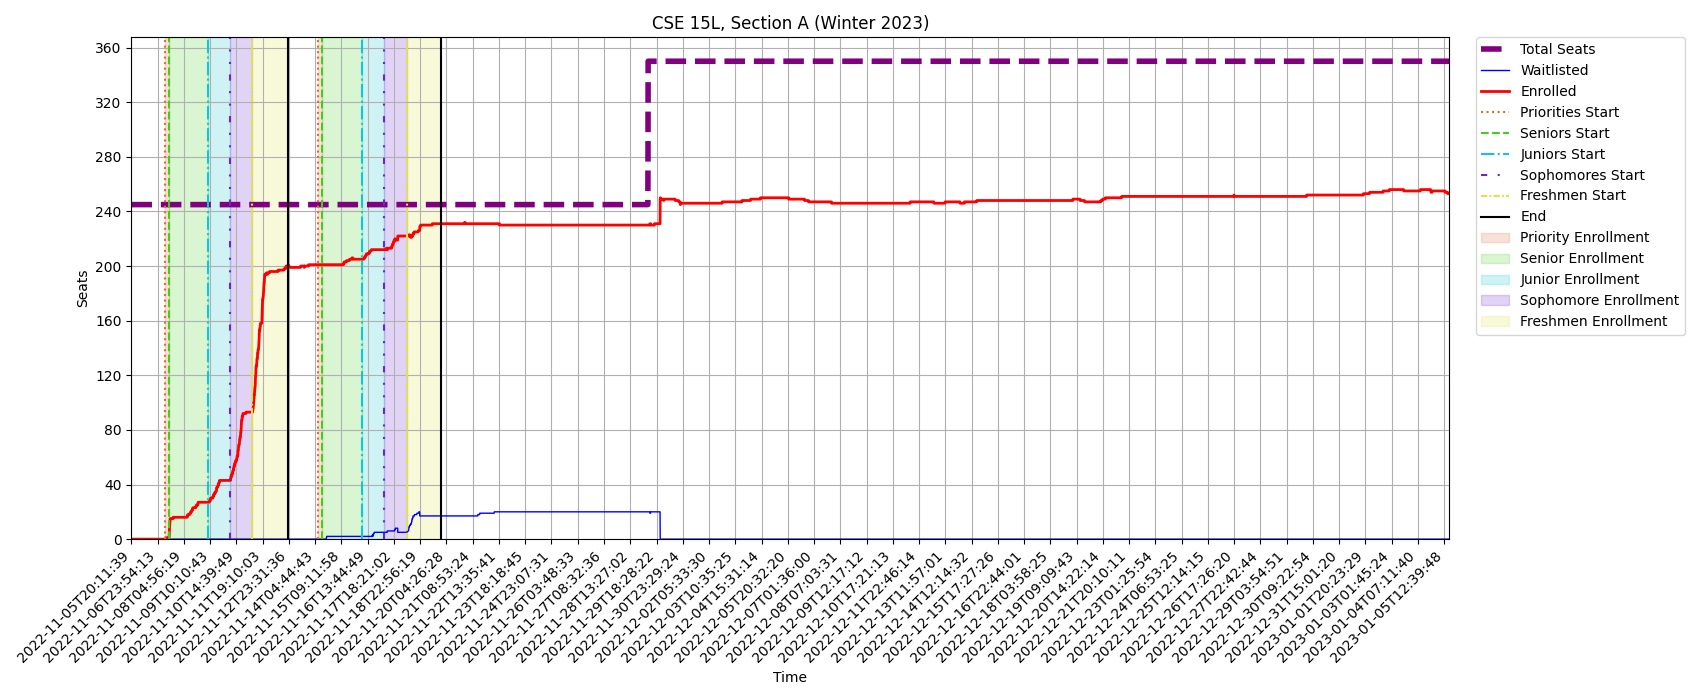 CSE 15L, Section A (Winter 2023)
360
320
280
240
200
160
120
80
40
0
Seats
2022-11-05T20:11:39
2022-11-06T23:54:13
2022-11-08T04:56:19
2022-11-09T10:10:43
2022-11-10T14:39:49
2022-11-11T19:10:03
2022-11-12T23:31:36
2022-11-14T04:44:43
2022-11-15T09:11:58
2022-11-16T13:44:49
2022-11-17T18:21:02
2022-11-18T22:56:19
2022-11-20T04:26:28
2022-11-21T08:53:24
2022-11-22T13:35:41
2022-11-23T18:18:45
2022-11-24T23:07:31
2022-11-26T03:48:33
2022-11-27T08:32:36
2022-11-28T13:27:02
2022-11-29T18:28:22
2022-11-30T23:29:24
2022-12-02T05:33:30
2022-12-03T10:35:25
2022-12-04T15:31:14
2022-12-05T20:32:20
2022-12-07T01:36:00
2022-12-08T07:03:31
2022-12-09T12:17:12
2022-12-10T17:21:13
2022-12-11T22:46:14
2022-12-13T11:57:01
2022-12-14T12:14:32
2022-12-15T17:27:26
2022-12-16T22:44:01
2022-12-18T03:58:25
2022-12-19T09:09:43
2022-12-20T14:22:14
2022-12-21T20:10:11
2022-12-23T01:25:54
2022-12-24T06:53:25
2022-12-25T12:14:15
2022-12-26T17:26:20
2022-12-27T22:42:44
2022-12-29T03:54:51
2022-12-30T09:22:54
2022-12-31T15:01:20
2023-01-01T20:23:29
2023-01-03T01:45:24
2023-01-04T07:11:40
2023-01-05T12:39:48
Time
Total Seats
Waitlisted
Enrolled
Priorities Start
Seniors Start
Juniors Start
Sophomores Start
Freshmen Start
End
Priority Enrollment
Senior Enrollment
Junior Enrollment
Sophomore Enrollment
Freshmen Enrollment